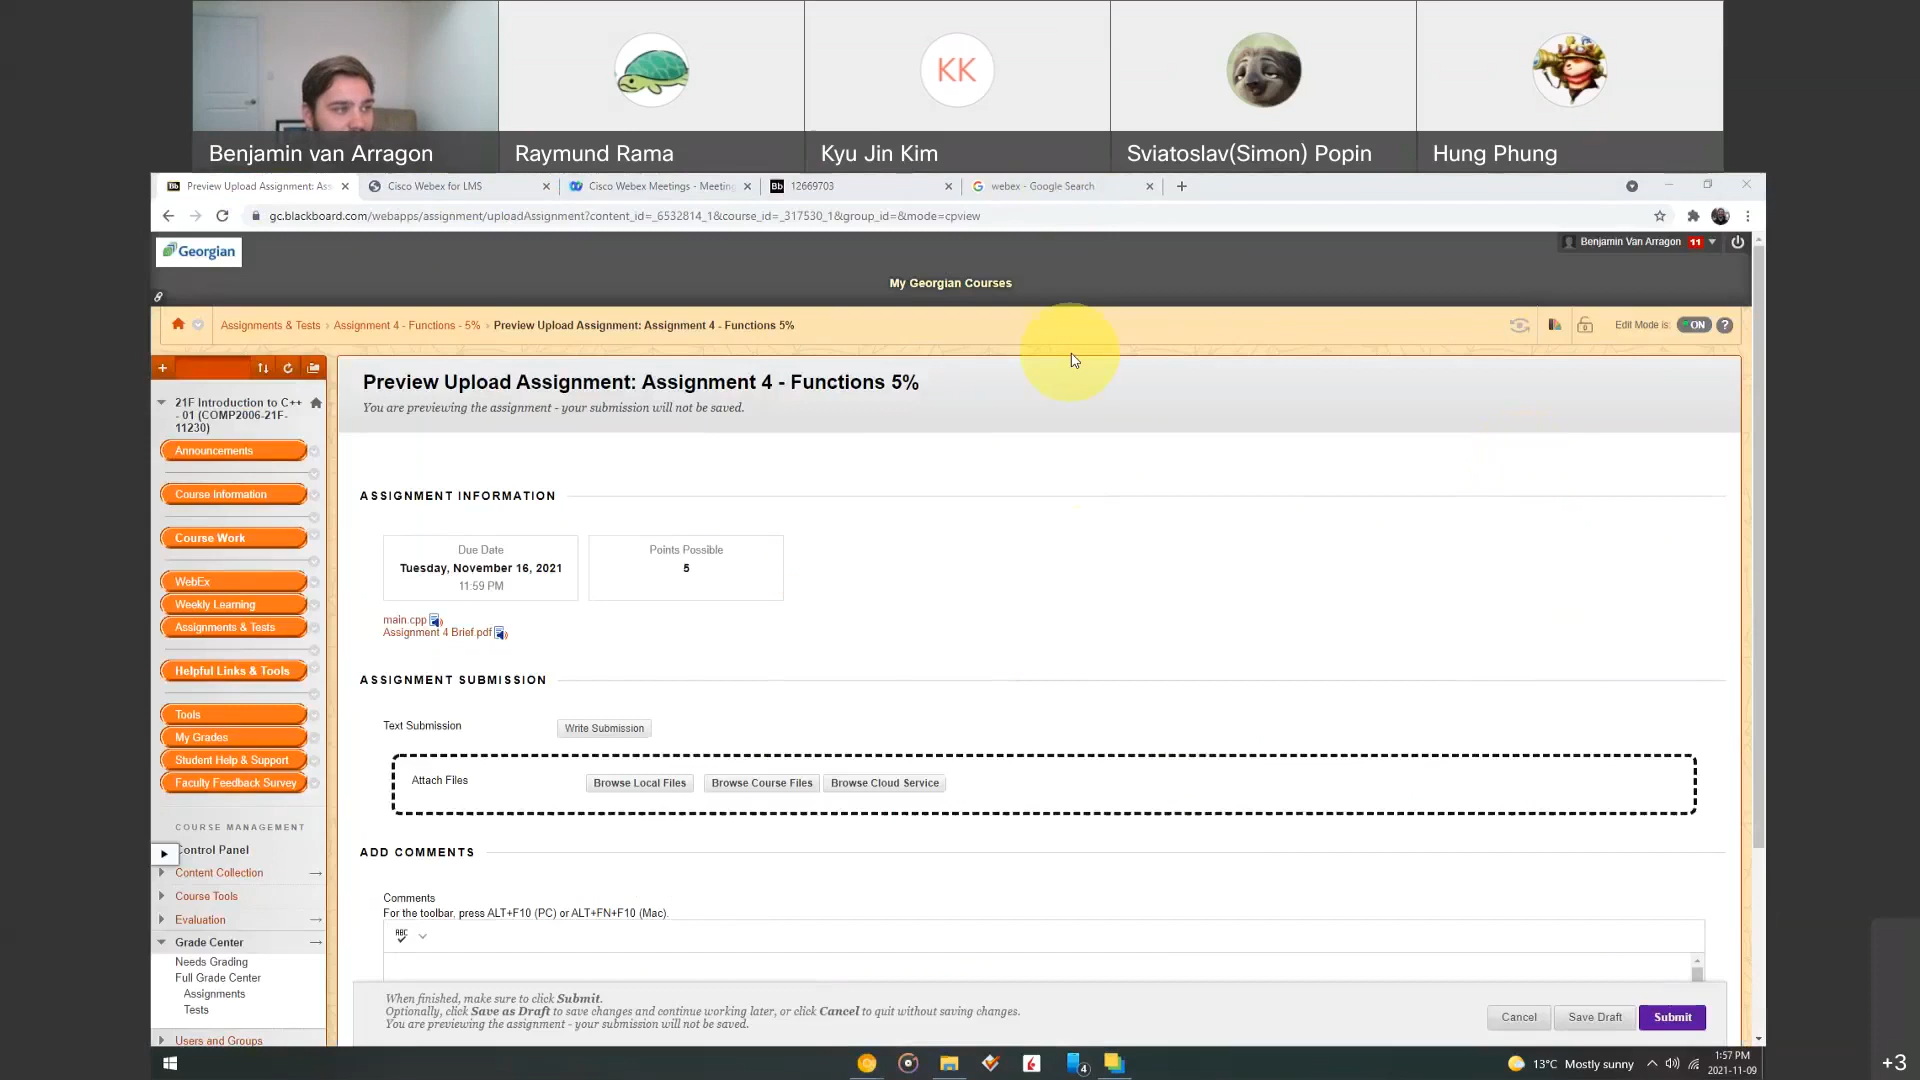 KK
Benjamin van Arragon
Raymund Rama
Kyu Jin Kim
Sviatoslav(Simon) Popin
Hung Phung
Bb Preview Upload Assignment: Ass
Cisco Webex for LMS
Cisco Webex Meetings - Meeting
Bb 12669703
webex - Google Search
gc.blackboard.com/webapps/assignment/uploadAssignment?content_id=_6532814_1&course_id=_317530_1&group_id=&mode=cpview
Georgian
Benjamin Van Arragon 11
My Georgian Courses
Assignments & Tests › Assignment 4 - Functions - 5% › Preview Upload Assignment: Assignment 4 - Functions 5%
Edit Mode is: ON ?
Preview Upload Assignment: Assignment 4 - Functions 5%
You are previewing the assignment - your submission will not be saved.
21F Introduction to C++
- 01 (COMP2006-21F-
11230)
Announcements
Course Information
Course Work
WebEx
Weekly Learning
Assignments & Tests
Helpful Links & Tools
Tools
My Grades
Student Help & Support
Faculty Feedback Survey
COURSE MANAGEMENT
Control Panel
Content Collection
Course Tools
Evaluation
Grade Center
Needs Grading
Full Grade Center
Assignments
Tests
Users and Groups
ASSIGNMENT INFORMATION
Due Date
Tuesday, November 16, 2021
11:59 PM
Points Possible
5
main.cpp
Assignment 4 Brief.pdf
ASSIGNMENT SUBMISSION
Text Submission
Write Submission
Attach Files
Browse Local Files
Browse Course Files
Browse Cloud Service
ADD COMMENTS
Comments
For the toolbar, press ALT+F10 (PC) or ALT+FN+F10 (Mac).
ABC
When finished, make sure to click Submit.
Optionally, click Save as Draft to save changes and continue working later, or click Cancel to quit without saving changes.
You are previewing the assignment - your submission will not be saved.
Cancel
Save Draft
Submit
4
13°C Mostly sunny
1:57 PM
2021-11-09
+3